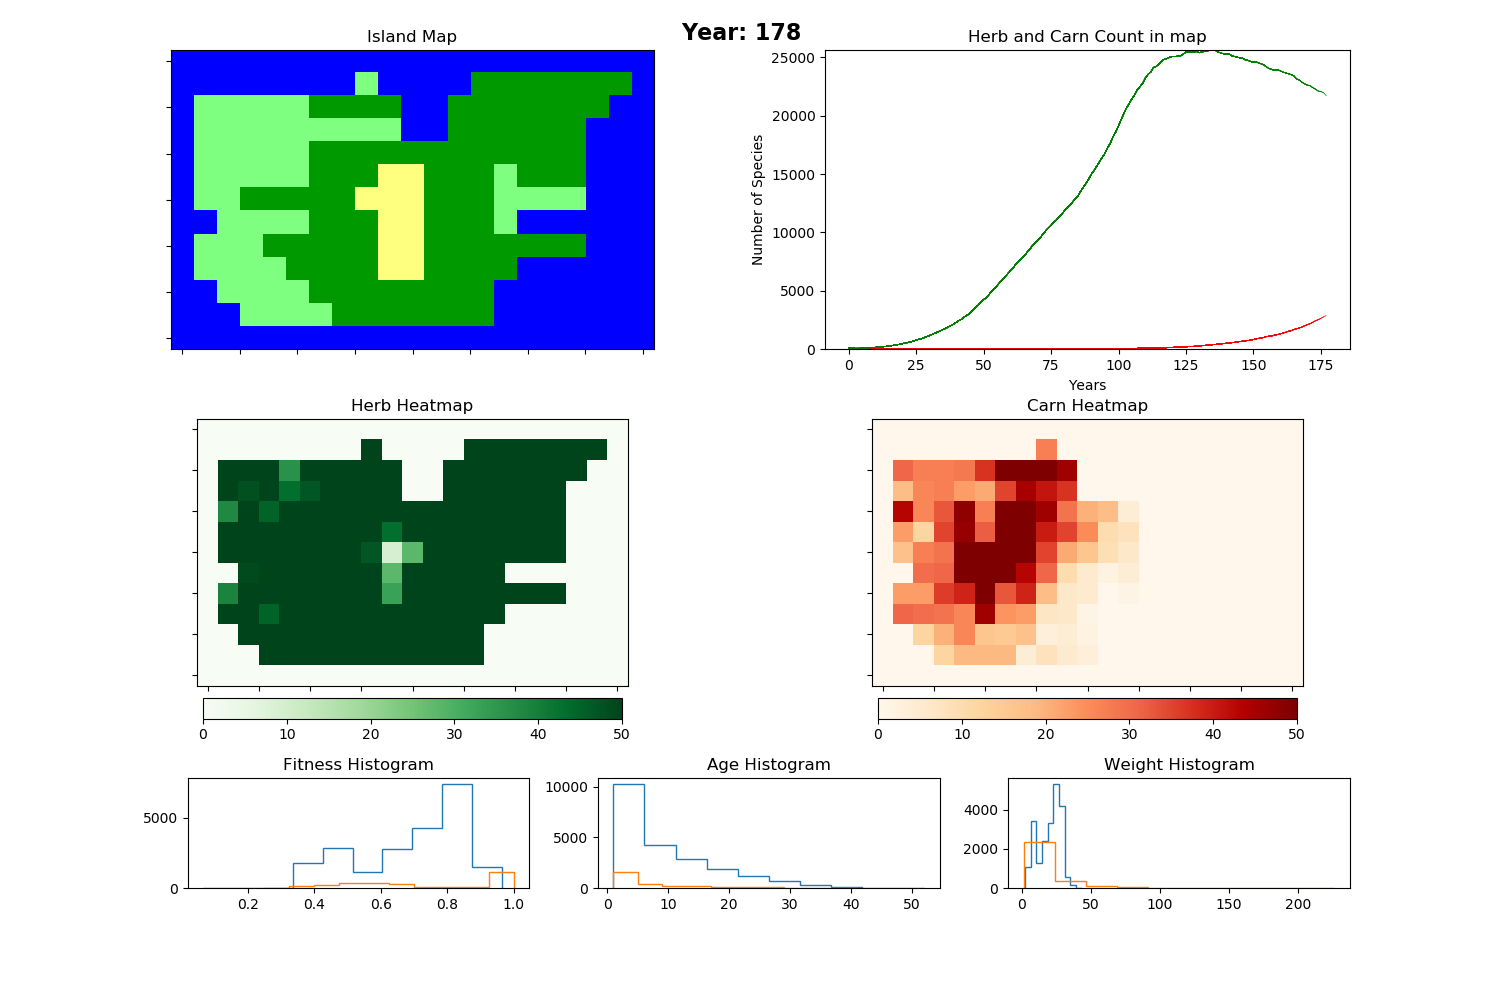 Year: 178
Island Map
Herb and Carn Count in map
25000
20000
15000
10000
5000
0
Number of Species
0 25 50 75 100 125 150 175
Years
Herb Heatmap
0 10 20 30 40 50
Carn Heatmap
0 10 20 30 40 50
Fitness Histogram
5000
0
0.2 0.4 0.6 0.8 1.0
Age Histogram
10000
5000
0
0 10 20 30 40 50
Weight Histogram
4000
2000
0
0 50 100 150 200